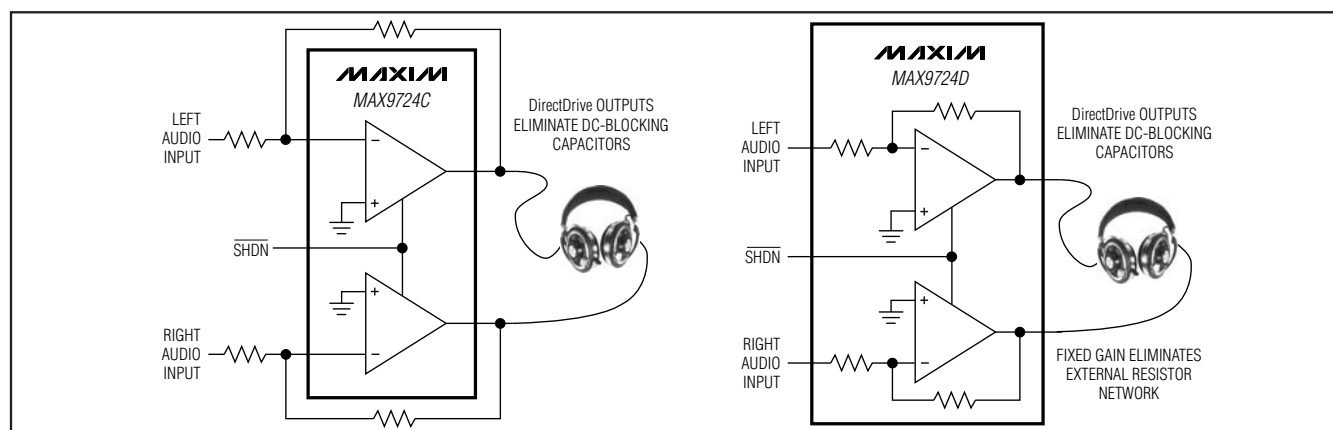 MAXIM
MAX9724C
LEFT
AUDIO
INPUT
−
+
SHDN
+
−
RIGHT
AUDIO
INPUT
DirectDrive OUTPUTS
ELIMINATE DC-BLOCKING
CAPACITORS
MAXIM
MAX9724D
LEFT
AUDIO
INPUT
−
+
SHDN
+
−
RIGHT
AUDIO
INPUT
DirectDrive OUTPUTS
ELIMINATE DC-BLOCKING
CAPACITORS
FIXED GAIN ELIMINATES
EXTERNAL RESISTOR
NETWORK